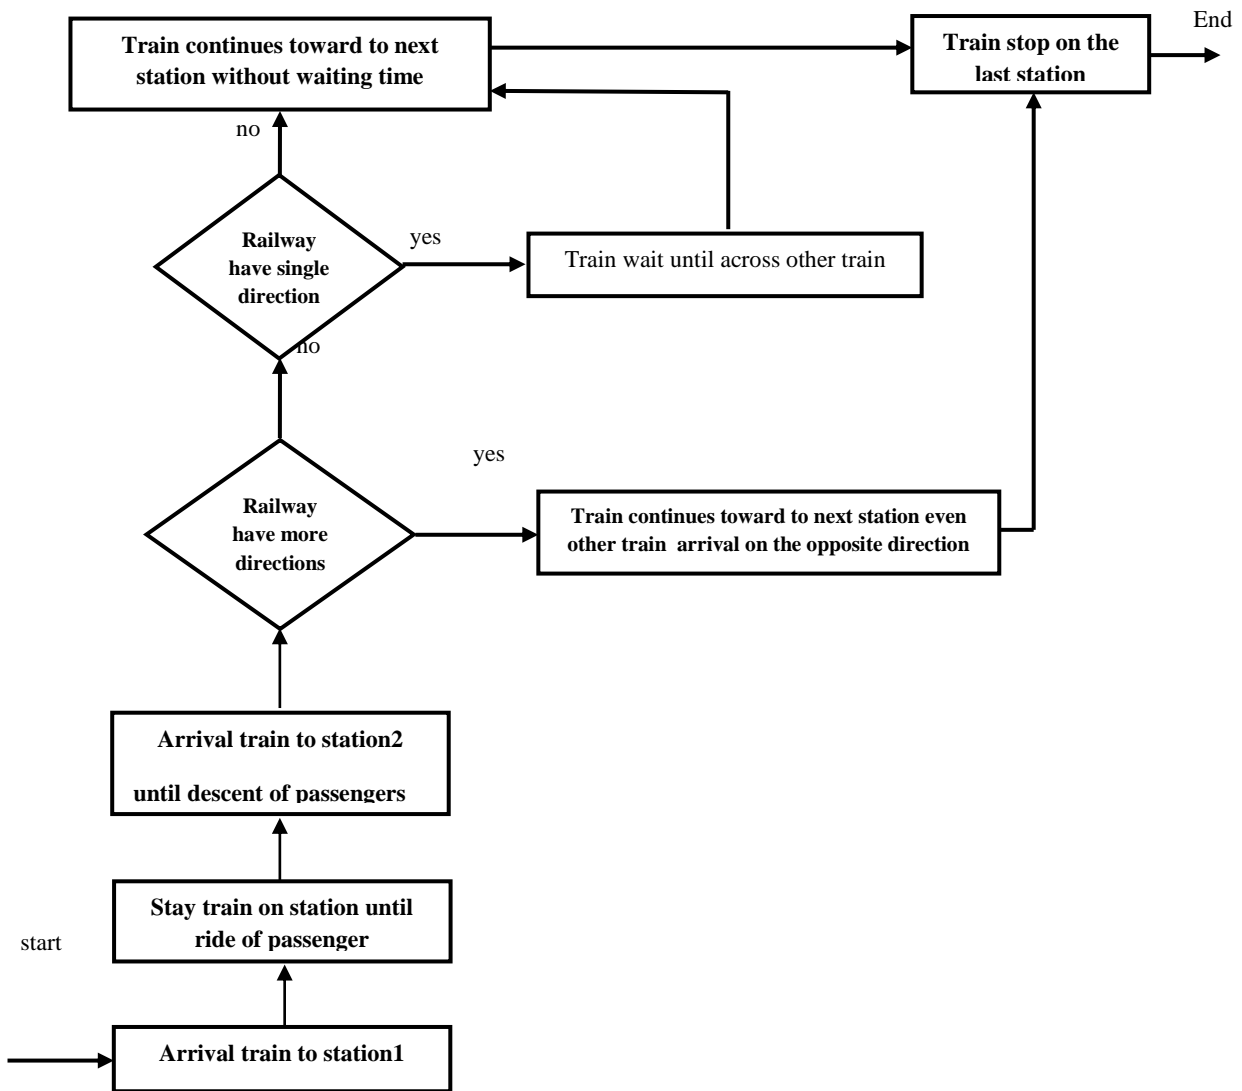 End
Train continues toward to next
station without waiting time
Train stop on the
last station
no
Railway
have single
direction
yes
Train wait until across other train
no
yes
Railway
have more
directions
Train continues toward to next station even
other train arrival on the opposite direction
Arrival train to station2
until descent of passengers
Stay train on station until
ride of passenger
start
Arrival train to station1